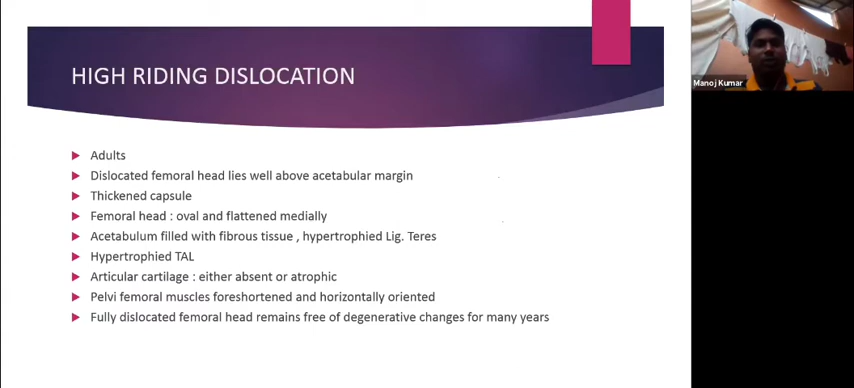 HIGH RIDING DISLOCATION
Adults
Dislocated femoral head lies well above acetabular margin
Thickened capsule
Femoral head : oval and flattened medially
Acetabulum filled with fibrous tissue , hypertrophied Lig. Teres
Hypertrophied TAL
Articular cartilage : either absent or atrophic
Pelvi femoral muscles foreshortened and horizontally oriented
Fully dislocated femoral head remains free of degenerative changes for many years
Manoj Kumar